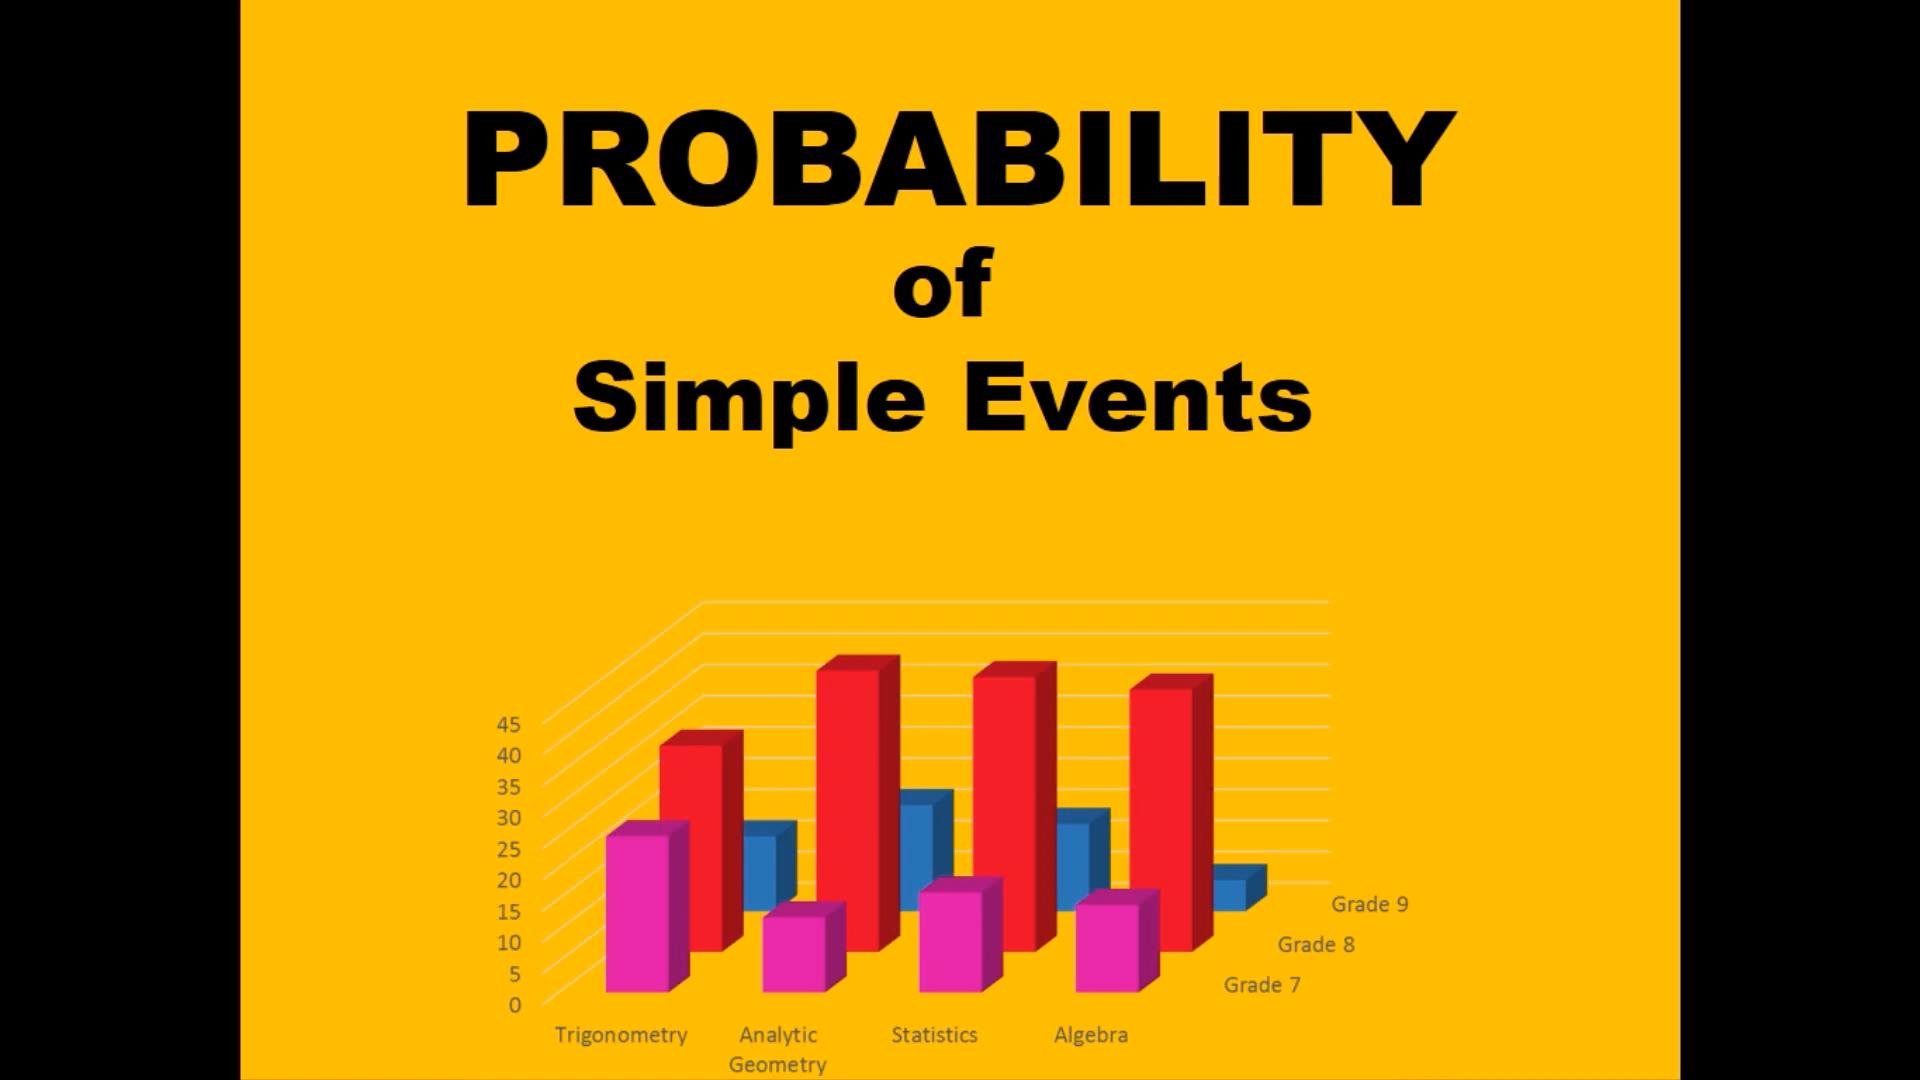 PROBABILITY
of
Simple Events
45
40
35
30
25
20
15
10
5
0
Grade 9
Grade 8
Grade 7
Trigonometry
Analytic
Geometry
Statistics
Algebra